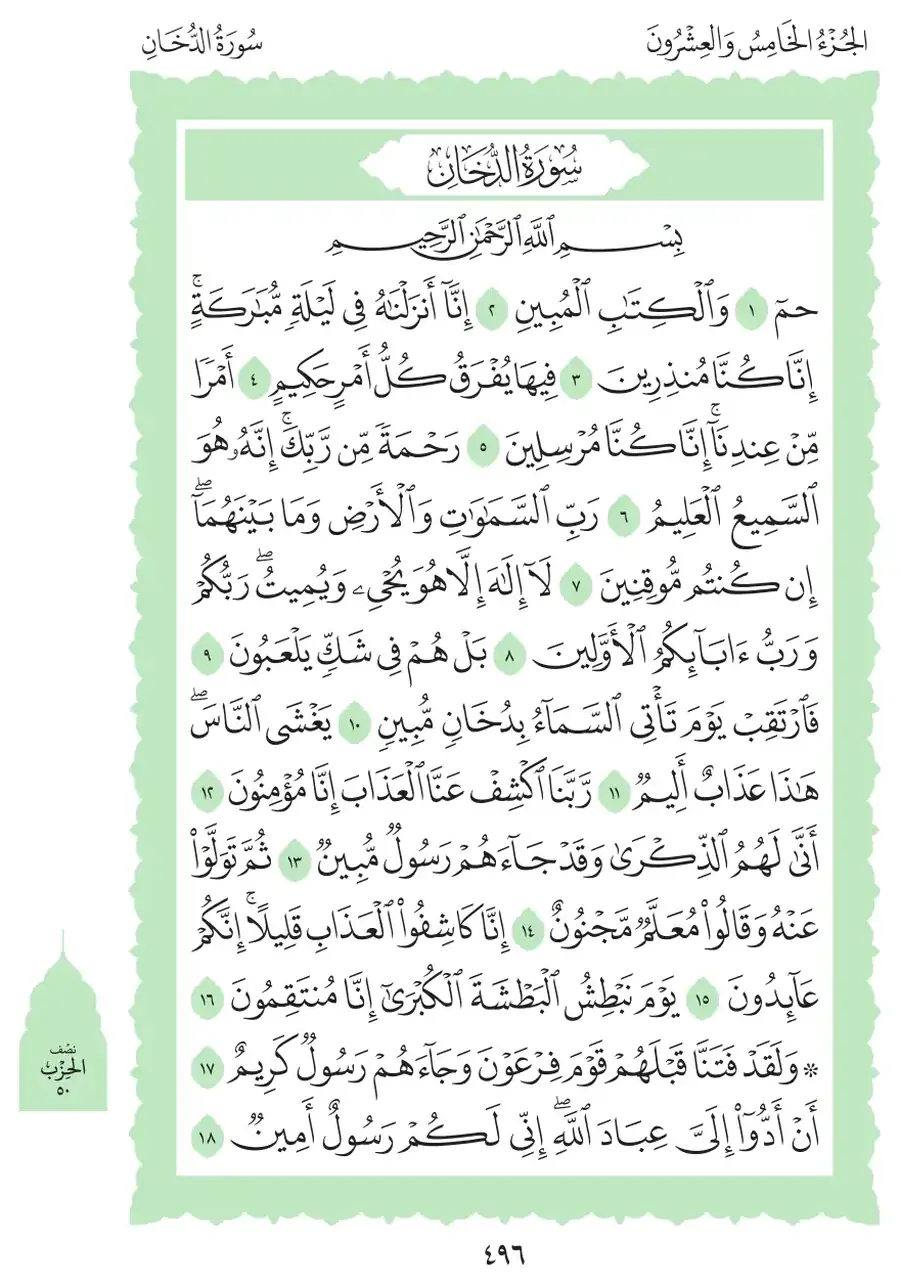 الجُزْءُ الخَامِسُ وَالعِشْرُونَ
سُورَةُ الدُّخَانِ
سُورَةُ الدُّخَانِ
بِسْمِ ٱللَّهِ ٱلرَّحْمَٰنِ ٱلرَّحِيمِ
حمٓ ١ وَٱلْكِتَٰبِ ٱلْمُبِينِ ٢ إِنَّآ أَنزَلْنَٰهُ فِى لَيْلَةٍ مُّبَٰرَكَةٍ ۚ
إِنَّا كُنَّا مُنذِرِينَ ٣ فِيهَا يُفْرَقُ كُلُّ أَمْرٍ حَكِيمٍ ٤ أَمْرًا
مِّنْ عِندِنَآ ۚ إِنَّا كُنَّا مُرْسِلِينَ ٥ رَحْمَةً مِّن رَّبِّكَ ۚ إِنَّهُۥ هُوَ
ٱلسَّمِيعُ ٱلْعَلِيمُ ٦ رَبِّ ٱلسَّمَٰوَٰتِ وَٱلْأَرْضِ وَمَا بَيْنَهُمَآ ۖ
إِن كُنتُم مُّوقِنِينَ ٧ لَآ إِلَٰهَ إِلَّا هُوَ يُحْىِۦ وَيُمِيتُ ۖ رَبُّكُمْ
وَرَبُّ ءَابَآئِكُمُ ٱلْأَوَّلِينَ ٨ بَلْ هُمْ فِى شَكٍّ يَلْعَبُونَ ٩
فَٱرْتَقِبْ يَوْمَ تَأْتِى ٱلسَّمَآءُ بِدُخَانٍ مُّبِينٍ ١٠ يَغْشَى ٱلنَّاسَ ۖ
هَٰذَا عَذَابٌ أَلِيمٌ ١١ رَّبَّنَا ٱكْشِفْ عَنَّا ٱلْعَذَابَ إِنَّا مُؤْمِنُونَ ١٢
أَنَّىٰ لَهُمُ ٱلذِّكْرَىٰ وَقَدْ جَآءَهُمْ رَسُولٌ مُّبِينٌ ١٣ ثُمَّ تَوَلَّوْا۟
عَنْهُ وَقَالُوا۟ مُعَلَّمٌ مَّجْنُونٌ ١٤ إِنَّا كَاشِفُوا۟ ٱلْعَذَابِ قَلِيلًا ۚ إِنَّكُمْ
عَآئِدُونَ ١٥ يَوْمَ نَبْطِشُ ٱلْبَطْشَةَ ٱلْكُبْرَىٰٓ إِنَّا مُنتَقِمُونَ ١٦
۞ وَلَقَدْ فَتَنَّا قَبْلَهُمْ قَوْمَ فِرْعَوْنَ وَجَآءَهُمْ رَسُولٌ كَرِيمٌ ١٧
أَنْ أَدُّوٓا۟ إِلَىَّ عِبَادَ ٱللَّهِ ۖ إِنِّى لَكُمْ رَسُولٌ أَمِينٌ ١٨
نصف
الحزب
٥٠
٤٩٦